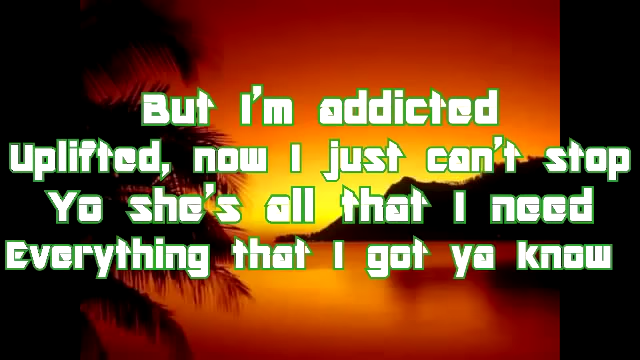 But I'm addicted
Uplifted, now I just can't stop
Yo she's all that I need
Everything that I got ya know